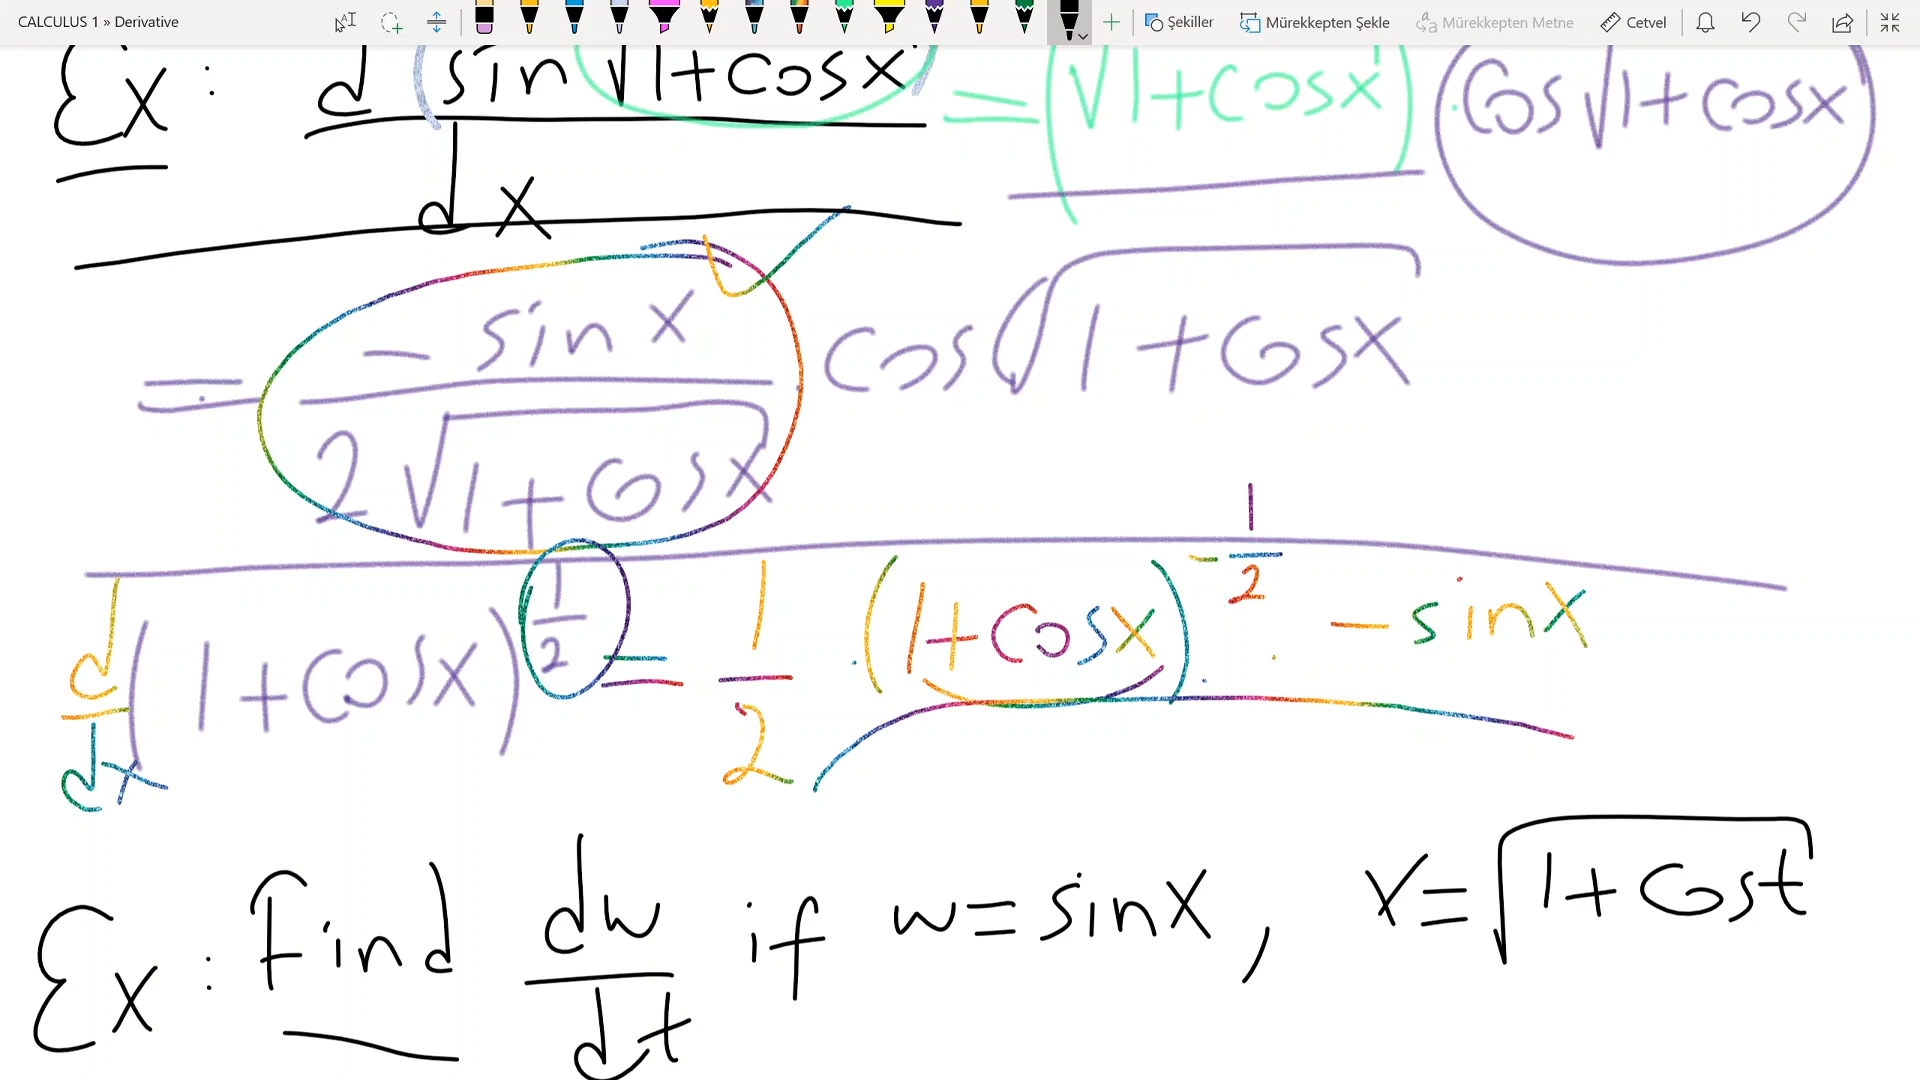 CALCULUS 1 » Derivative
Şekiller
Mürekkepten Şekle
Mürekkepten Metne
Cetvel
Ex: d (sin √1+cosx) / dx = (√1+cosx)' · cos√1+cosx
= - sinx / 2√1+cosx · cos√1+cosx
d/dx (1+cosx)^1/2 = 1/2 · (1+cosx)^-1/2 · - sinx
Ex: Find dw/dt if w = sinx, x = √1+cost